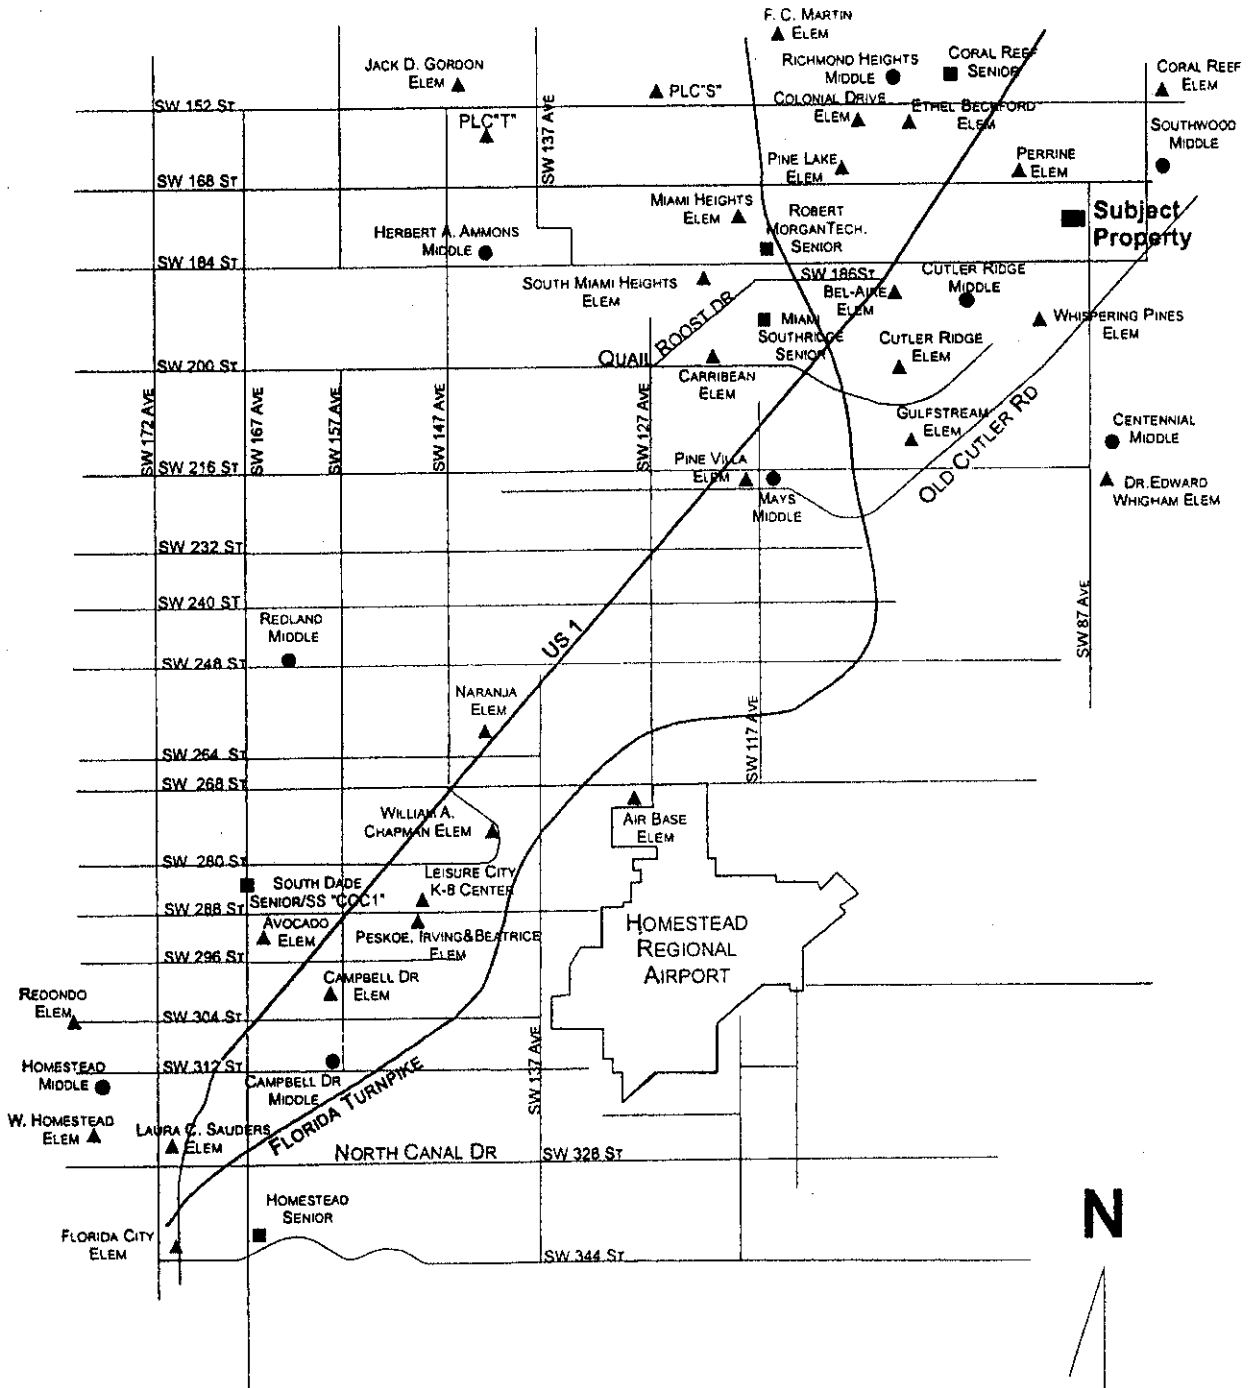 F. C. MARTIN
ELEM
JACK D. GORDON
ELEM
RICHMOND HEIGHTS
MIDDLE
CORAL REEF
SENIOR
CORAL REEF
ELEM
SW 152 ST
PLC"S"
PLC"T"
SW 137 AVE
COLONIAL DRIVE
ELEM
ETHEL BECKFORD
ELEM
SOUTHWOOD
MIDDLE
PINE LAKE
ELEM
PERRINE
ELEM
SW 168 ST
MIAMI HEIGHTS
ELEM
ROBERT
MORGAN TECH.
SENIOR
Subject
Property
HERBERT A. AMMONS
MIDDLE
SW 184 ST
SOUTH MIAMI HEIGHTS
ELEM
SW 186 ST
BEL-AIRE
ELEM
CUTLER RIDGE
MIDDLE
QUAIL ROOST DR
MIAMI
SOUTHRIDGE
SENIOR
WHISPERING PINES
ELEM
CUTLER RIDGE
ELEM
SW 200 ST
CARRIBEAN
ELEM
SW 172 AVE
SW 167 AVE
SW 157 AVE
SW 147 AVE
SW 127 AVE
GULFSTREAM
ELEM
OLD CUTLER RD
CENTENNIAL
MIDDLE
SW 216 ST
PINE VILLA
ELEM
MAYS
MIDDLE
DR. EDWARD
WHIGHAM ELEM
SW 232 ST
SW 240 ST
SW 87 AVE
REDLAND
MIDDLE
US 1
SW 248 ST
NARANJA
ELEM
SW 117 AVE
SW 264 ST
SW 268 ST
WILLIAM A.
CHAPMAN ELEM
AIR BASE
ELEM
SW 280 ST
LEISURE CITY
K-8 CENTER
SOUTH DADE
SENIOR/SS "CCC1"
SW 288 ST
AVOCADO
ELEM
PESKOE, IRVING&BEATRICE
ELEM
HOMESTEAD
REGIONAL
AIRPORT
SW 296 ST
CAMPBELL DR
ELEM
REDONDO
ELEM
SW 304 ST
SW 137 AVE
HOMESTEAD
MIDDLE
SW 312 ST
CAMPBELL DR
MIDDLE
FLORIDA TURNPIKE
W. HOMESTEAD
ELEM
LAURA C. SAUDERS
ELEM
NORTH CANAL DR
SW 328 ST
HOMESTEAD
SENIOR
FLORIDA CITY
ELEM
SW 344 ST
N